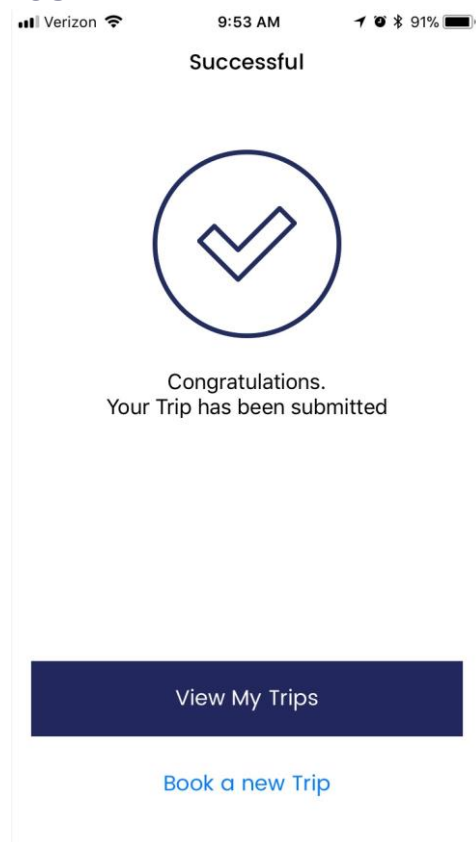 Verizon 9:53 AM 91%
Successful
Congratulations.
Your Trip has been submitted
View My Trips
Book a new Trip